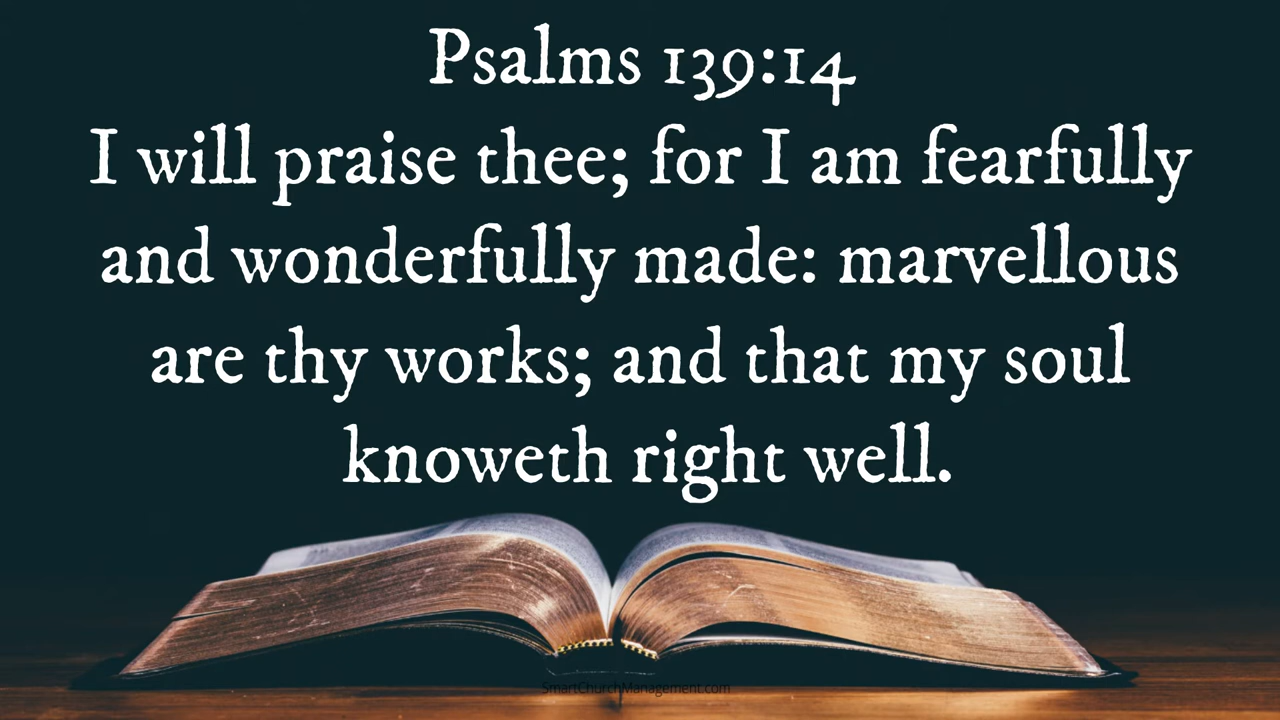 Psalms 139:14
I will praise thee; for I am fearfully
and wonderfully made: marvellous
are thy works; and that my soul
knoweth right well.
SmartChurchManagement.com